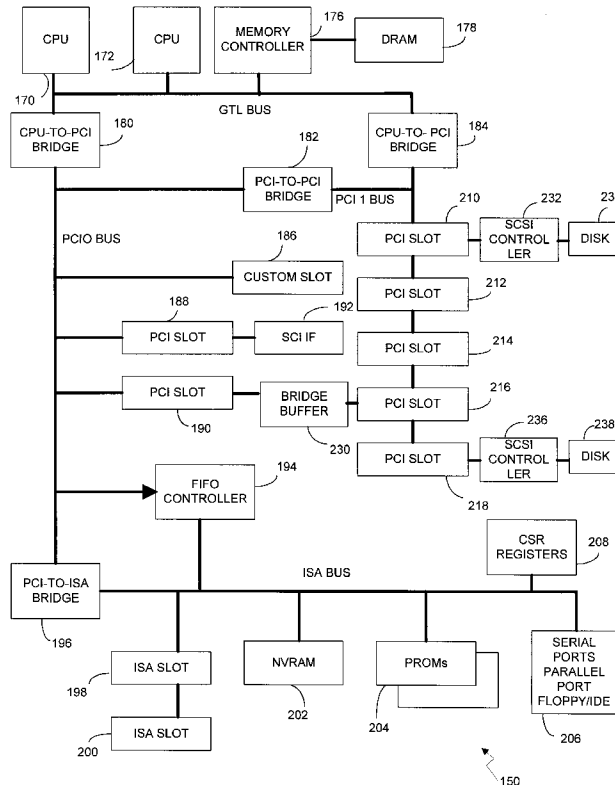 CPU
170
CPU
172
MEMORY
CONTROLLER
176
DRAM
178
GTL BUS
CPU-TO-PCI
BRIDGE
180
CPU-TO- PCI
BRIDGE
184
182
PCI-TO-PCI
BRIDGE
PCI 1 BUS
PCIO BUS
186
CUSTOM SLOT
188
PCI SLOT
192
SCI IF
PCI SLOT
190
BRIDGE
BUFFER
230
210
PCI SLOT
232
SCSI
CONTROL
LER
23
DISK
PCI SLOT
212
PCI SLOT
214
PCI SLOT
216
PCI SLOT
218
236
SCSI
CONTROL
LER
238
DISK
FIFO
CONTROLLER
194
PCI-TO-ISA
BRIDGE
196
ISA BUS
CSR
REGISTERS
208
ISA SLOT
198
ISA SLOT
200
NVRAM
202
PROMs
204
SERIAL
PORTS
PARALLEL
PORT
FLOPPY/IDE
206
150